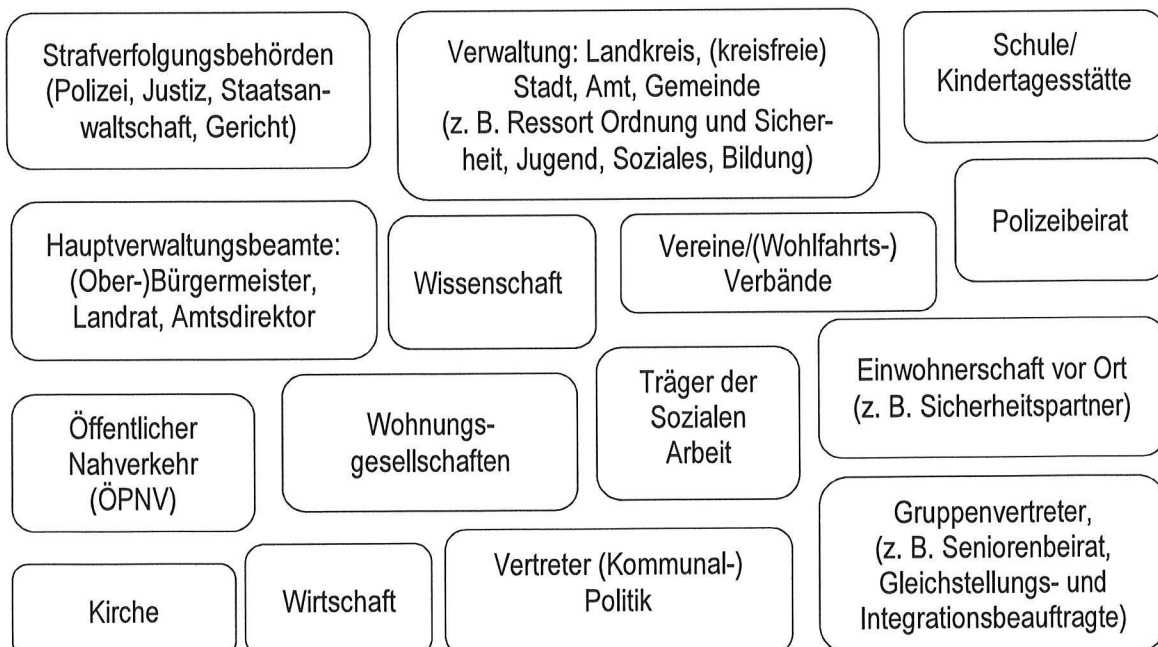 Strafverfolgungsbehörden
(Polizei, Justiz, Staatsan-
waltschaft, Gericht)
Verwaltung: Landkreis, (kreisfreie)
Stadt, Amt, Gemeinde
(z. B. Ressort Ordnung und Sicher-
heit, Jugend, Soziales, Bildung)
Schule/
Kindertagesstätte
Polizeibeirat
Hauptverwaltungsbeamte:
(Ober-)Bürgermeister,
Landrat, Amtsdirektor
Wissenschaft
Vereine/(Wohlfahrts-)
Verbände
Einwohnerschaft vor Ort
(z. B. Sicherheitspartner)
Öffentlicher
Nahverkehr
(ÖPNV)
Wohnungs-
gesellschaften
Träger der
Sozialen
Arbeit
Gruppenvertreter,
(z. B. Seniorenbeirat,
Gleichstellungs- und
Integrationsbeauftragte)
Kirche
Wirtschaft
Vertreter (Kommunal-)
Politik